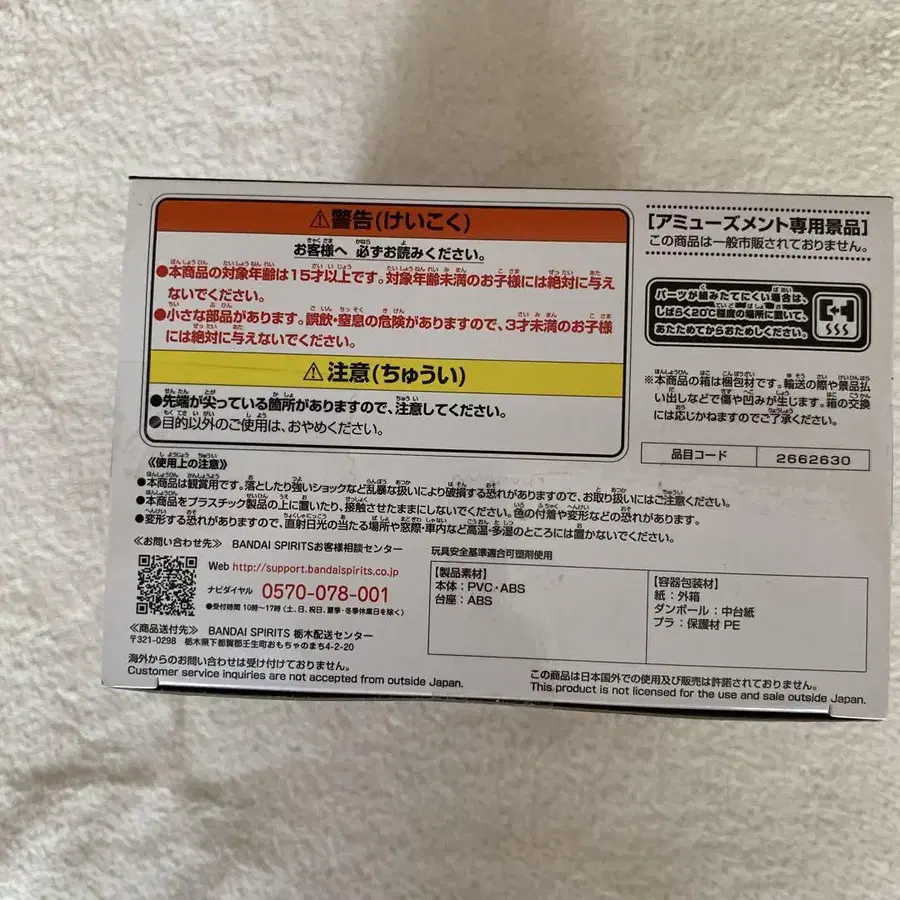 ⚠警告(けいこく)
お客様へ 必ずお読みください。
●本商品の対象年齢は15才以上です。対象年齢未満のお子様には絶対に与え
ないでください。
●小さな部品があります。誤飲・窒息の危険がありますので、3才未満のお子様
には絶対に与えないでください。
⚠注意(ちゅうい)
●先端が尖っている箇所がありますので、注意してください。
●目的以外のご使用は、おやめください。
[アミューズメント専用景品]
この商品は一般市販されておりません。
パーツが組みたてにくい場合は、
しばらく20℃程度の場所に置いて、
あたためてからおためしください。
※本商品の箱は梱包材です。輸送の際や景品払
い出しなどで傷や凹みが生じます。箱の交換
には応じかねますのでご了承ください。
品目コード 2662630
《使用上の注意》
●本商品は観賞用です。落としたり強いショックなど乱暴な扱いにより破損する恐れがありますので、お取り扱いにはご注意ください。
●本商品をプラスチック製品の上に置いたり、接触させたままにしないでください。色の付着や変形などの恐れがあります。
●変形する恐れがありますので、直射日光の当たる場所や窓際・車内など高温・多湿のところには置かないでください。
《お問い合わせ先》 BANDAI SPIRITSお客様相談センター
Web http://support.bandaispirits.co.jp
ナビダイヤル 0570-078-001
●受付時間 10時~17時(土、日、祝日、夏季・冬季休業日を除く)
《商品送付先》 BANDAI SPIRITS 栃木配送センター
〒321-0298 栃木県下都賀郡壬生町おもちゃのまち4-2-20
海外からのお問い合わせは受け付けておりません。
Customer service inquiries are not accepted from outside Japan.
玩具安全基準適合可塑剤使用
【製品素材】
本体:PVC・ABS
台座:ABS
【容器包装材】
紙:外箱
ダンボール:中台紙
プラ:保護材 PE
この商品は日本国外での使用及び販売は許諾されておりません。
This product is not licensed for the use and sale outside Japan.